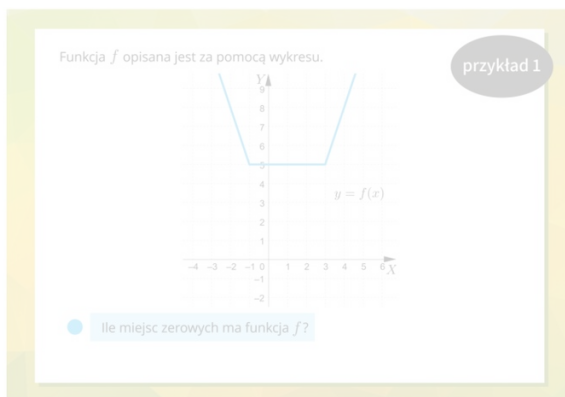 Funkcja f opisana jest za pomocą wykresu.
przykład 1
Y
9
8
7
6
5
4
y = f(x)
3
2
1
-4 -3 -2 -1 0 1 2 3 4 5 6 X
-1
-2
Ile miejsc zerowych ma funkcja f?